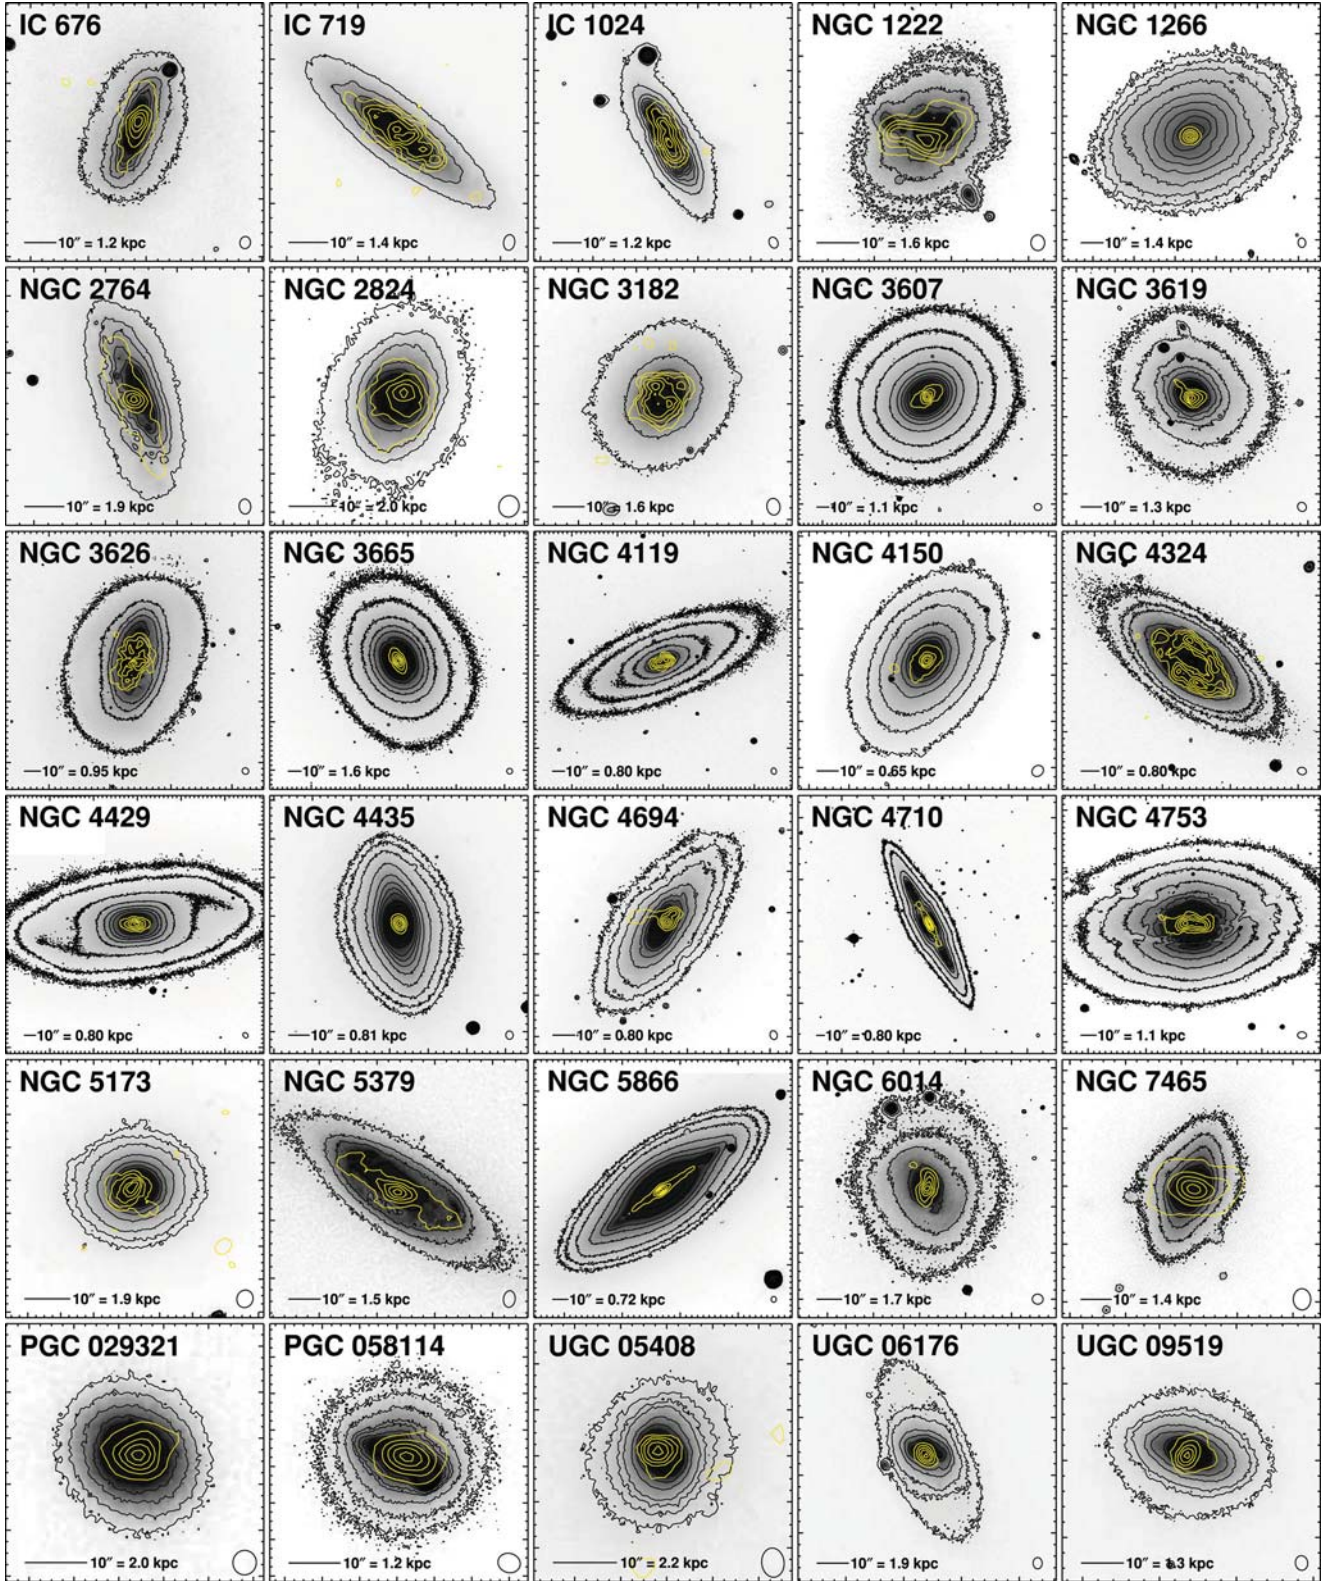 IC 676
10″ = 1.2 kpc
IC 719
10″ = 1.4 kpc
IC 1024
10″ = 1.2 kpc
NGC 1222
10″ = 1.6 kpc
NGC 1266
10″ = 1.4 kpc
NGC 2764
10″ = 1.9 kpc
NGC 2824
10″ = 2.0 kpc
NGC 3182
10″ = 1.6 kpc
NGC 3607
10″ = 1.1 kpc
NGC 3619
10″ = 1.3 kpc
NGC 3626
10″ = 0.95 kpc
NGC 3665
10″ = 1.6 kpc
NGC 4119
10″ = 0.80 kpc
NGC 4150
10″ = 0.65 kpc
NGC 4324
10″ = 0.80 kpc
NGC 4429
10″ = 0.80 kpc
NGC 4435
10″ = 0.81 kpc
NGC 4694
10″ = 0.80 kpc
NGC 4710
10″ = 0.80 kpc
NGC 4753
10″ = 1.1 kpc
NGC 5173
10″ = 1.9 kpc
NGC 5379
10″ = 1.5 kpc
NGC 5866
10″ = 0.72 kpc
NGC 6014
10″ = 1.7 kpc
NGC 7465
10″ = 1.4 kpc
PGC 029321
10″ = 2.0 kpc
PGC 058114
10″ = 1.2 kpc
UGC 05408
10″ = 2.2 kpc
UGC 06176
10″ = 1.9 kpc
UGC 09519
10″ = 1.3 kpc